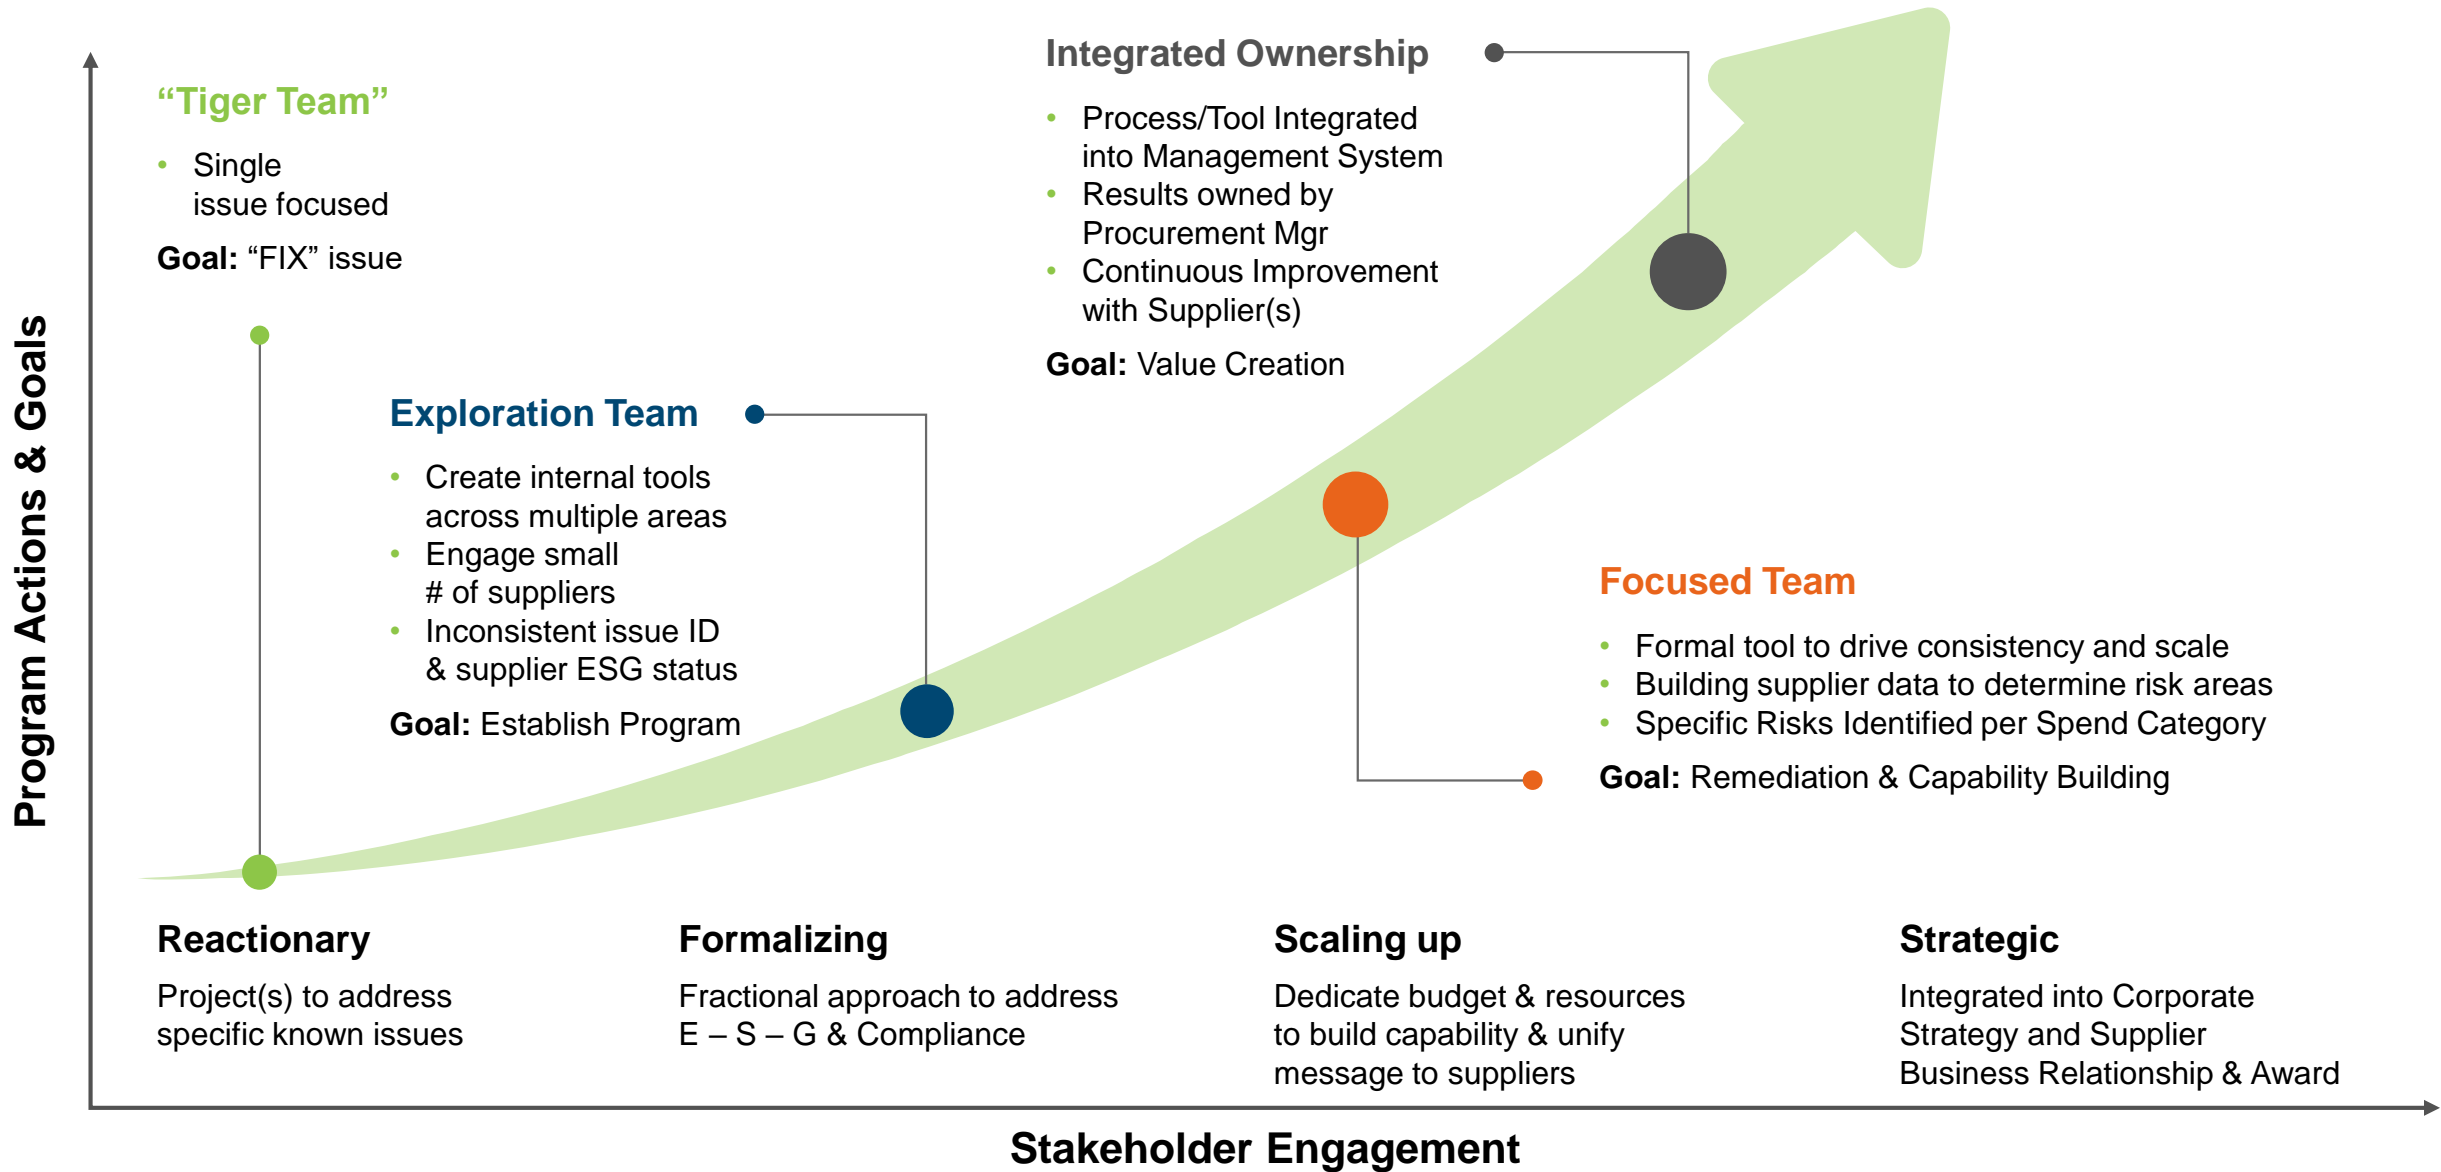 “Tiger Team”
• Single
issue focused
Goal: “FIX” issue
Exploration Team
• Create internal tools
across multiple areas
• Engage small
# of suppliers
• Inconsistent issue ID
& supplier ESG status
Goal: Establish Program
Integrated Ownership
• Process/Tool Integrated
into Management System
• Results owned by
Procurement Mgr
• Continuous Improvement
with Supplier(s)
Goal: Value Creation
Focused Team
• Formal tool to drive consistency and scale
• Building supplier data to determine risk areas
• Specific Risks Identified per Spend Category
Goal: Remediation & Capability Building
Program Actions & Goals
Reactionary
Project(s) to address
specific known issues
Formalizing
Fractional approach to address
E – S – G & Compliance
Scaling up
Dedicate budget & resources
to build capability & unify
message to suppliers
Strategic
Integrated into Corporate
Strategy and Supplier
Business Relationship & Award
Stakeholder Engagement